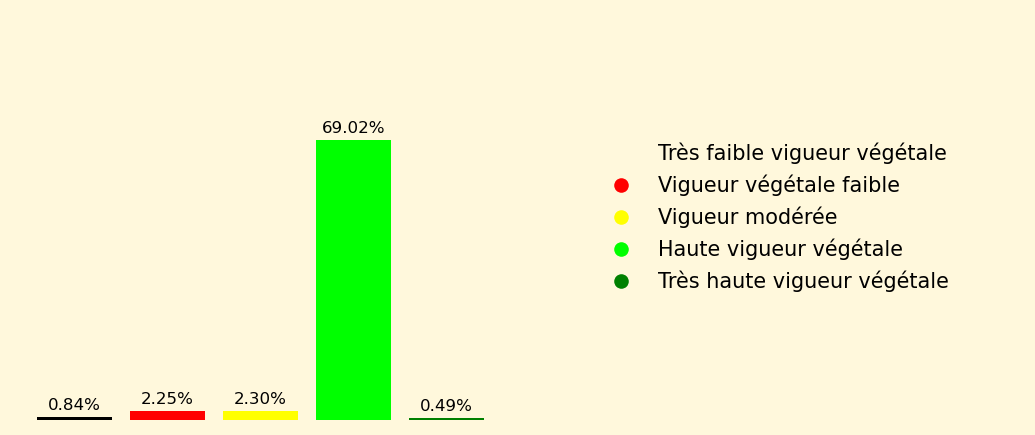 69.02%
0.84%
2.25%
2.30%
0.49%
Très faible vigueur végétale
Vigueur végétale faible
Vigueur modérée
Haute vigueur végétale
Très haute vigueur végétale